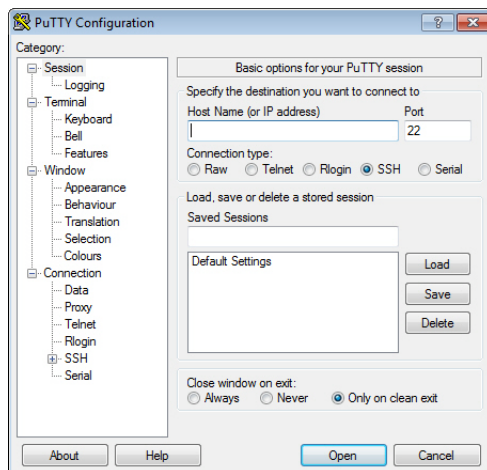 PuTTY Configuration
?
Category:
Session
Logging
Terminal
Keyboard
Bell
Features
Window
Appearance
Behaviour
Translation
Selection
Colours
Connection
Data
Proxy
Telnet
Rlogin
SSH
Serial
Basic options for your PuTTY session
Specify the destination you want to connect to
Host Name (or IP address) Port
22
Connection type:
Raw Telnet Rlogin SSH Serial
Load, save or delete a stored session
Saved Sessions
Default Settings
Load
Save
Delete
Close window on exit:
Always Never Only on clean exit
About Help Open Cancel